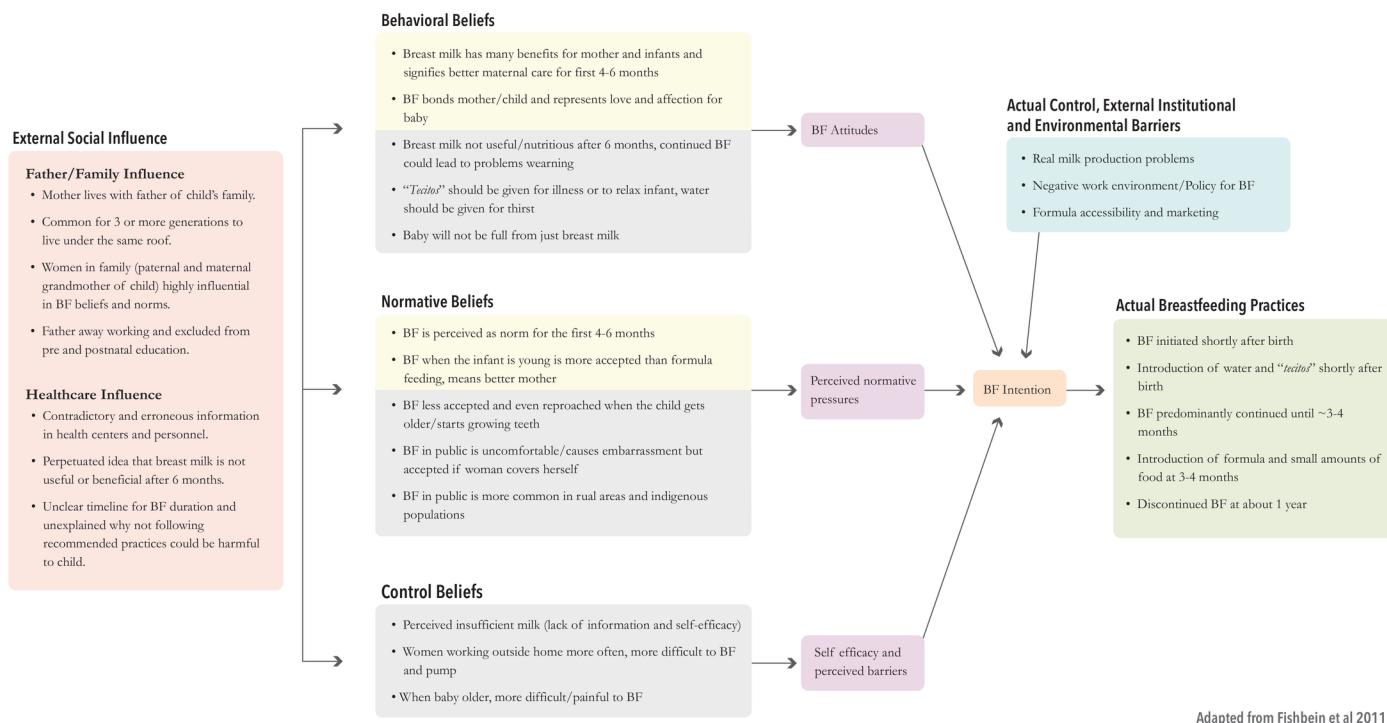 External Social Influence
Father/Family Influence
• Mother lives with father of child's family.
• Common for 3 or more generations to
live under the same roof.
• Women in family (paternal and maternal
grandmother of child) highly influential
in BF beliefs and norms.
• Father away working and excluded from
pre and postnatal education.
Healthcare Influence
• Contradictory and erroneous information
in health centers and personnel.
• Perpetuated idea that breast milk is not
useful or beneficial after 6 months.
• Unclear timeline for BF duration and
unexplained why not following
recommended practices could be harmful
to child.
Behavioral Beliefs
• Breast milk has many benefits for mother and infants and
signifies better maternal care for first 4-6 months
• BF bonds mother/child and represents love and affection for
baby
• Breast milk not useful/nutritious after 6 months, continued BF
could lead to problems wearning
• “Tecitos” should be given for illness or to relax infant, water
should be given for thirst
• Baby will not be full from just breast milk
Normative Beliefs
• BF is perceived as norm for the first 4-6 months
• BF when the infant is young is more accepted than formula
feeding, means better mother
• BF less accepted and even reproached when the child gets
older/starts growing teeth
• BF in public is uncomfortable/causes embarrassment but
accepted if woman covers herself
• BF in public is more common in rual areas and indigenous
populations
Control Beliefs
• Perceived insufficient milk (lack of information and self-efficacy)
• Women working outside home more often, more difficult to BF
and pump
• When baby older, more difficult/painful to BF
BF Attitudes
Perceived normative
pressures
Self efficacy and
perceived barriers
Actual Control, External Institutional
and Environmental Barriers
• Real milk production problems
• Negative work environment/Policy for BF
• Formula accessibility and marketing
BF Intention
Actual Breastfeeding Practices
• BF initiated shortly after birth
• Introduction of water and “tecitos” shortly after
birth
• BF predominantly continued until ~3-4
months
• Introduction of formula and small amounts of
food at 3-4 months
• Discontinued BF at about 1 year
Adapted from Fishbein et al 2011